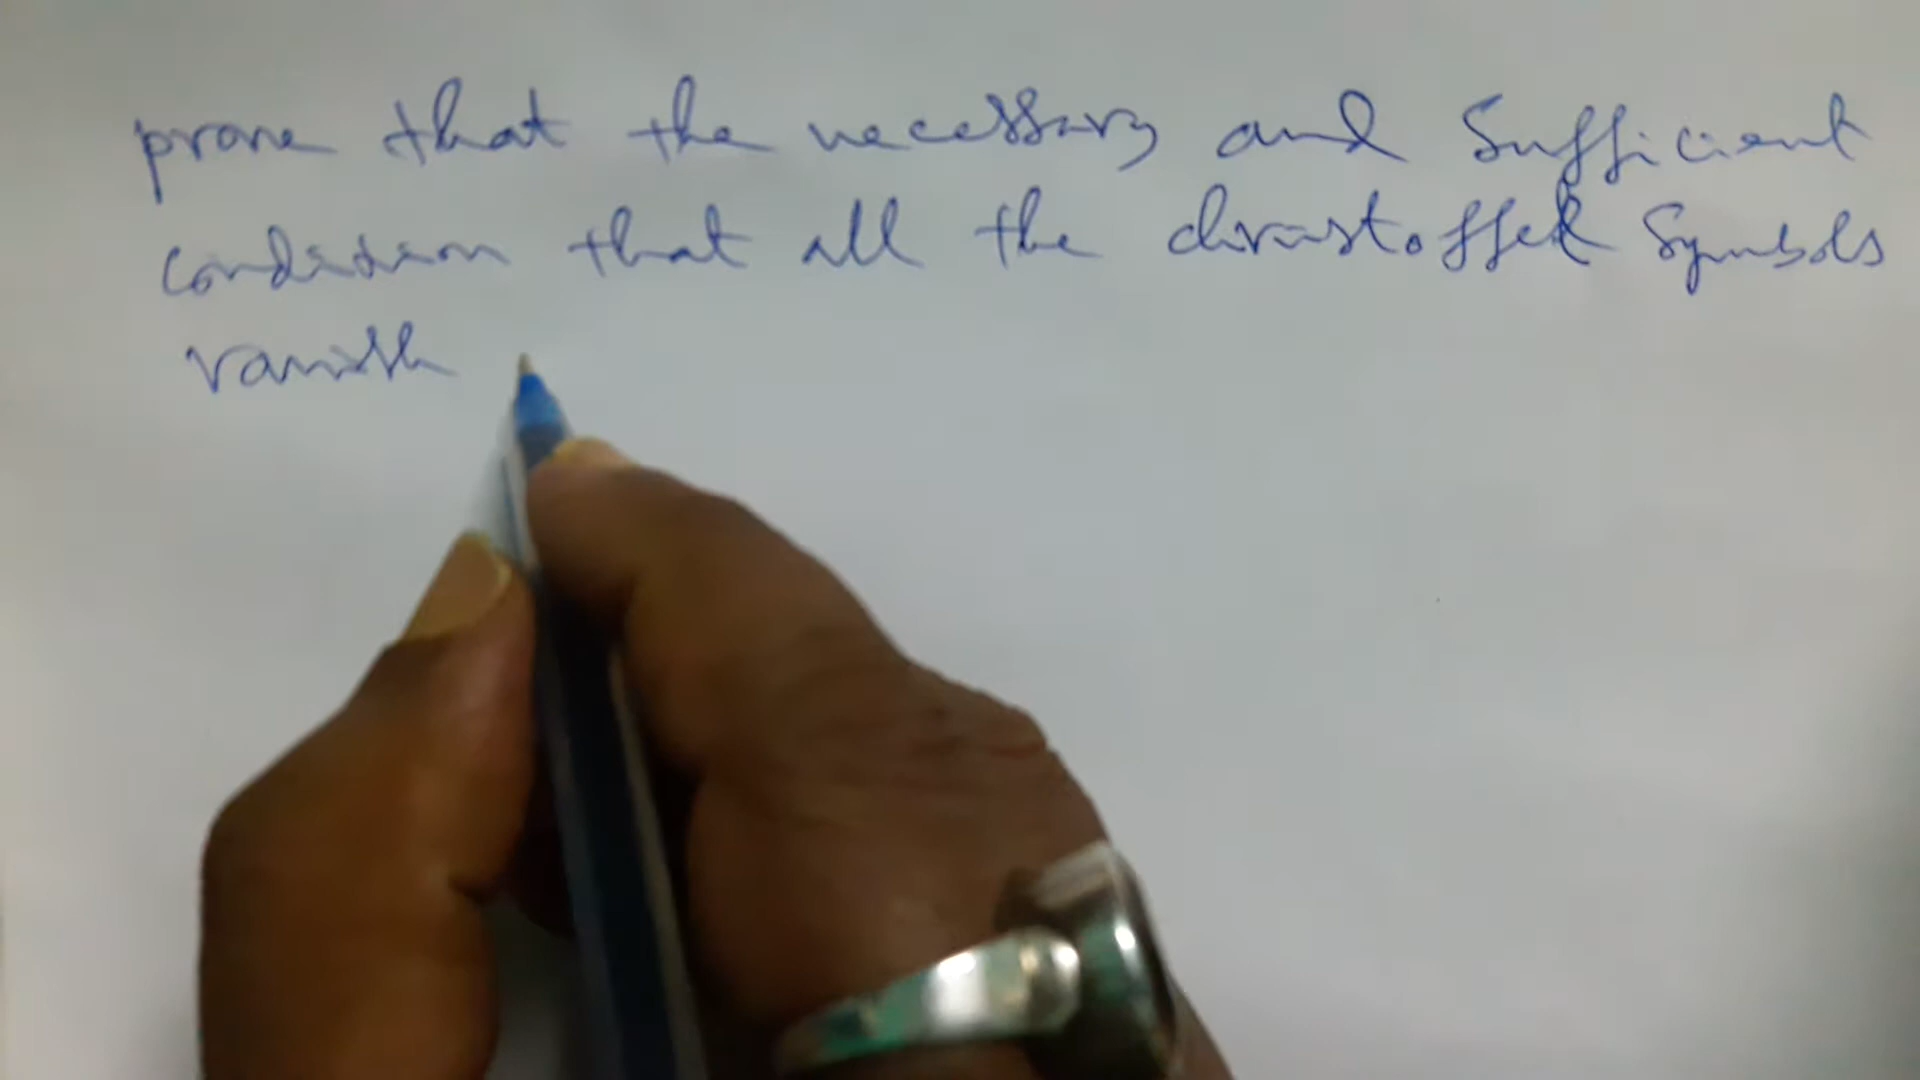 prove that the necessary and Sufficient
condition that all the christoffel Symbols
vanish